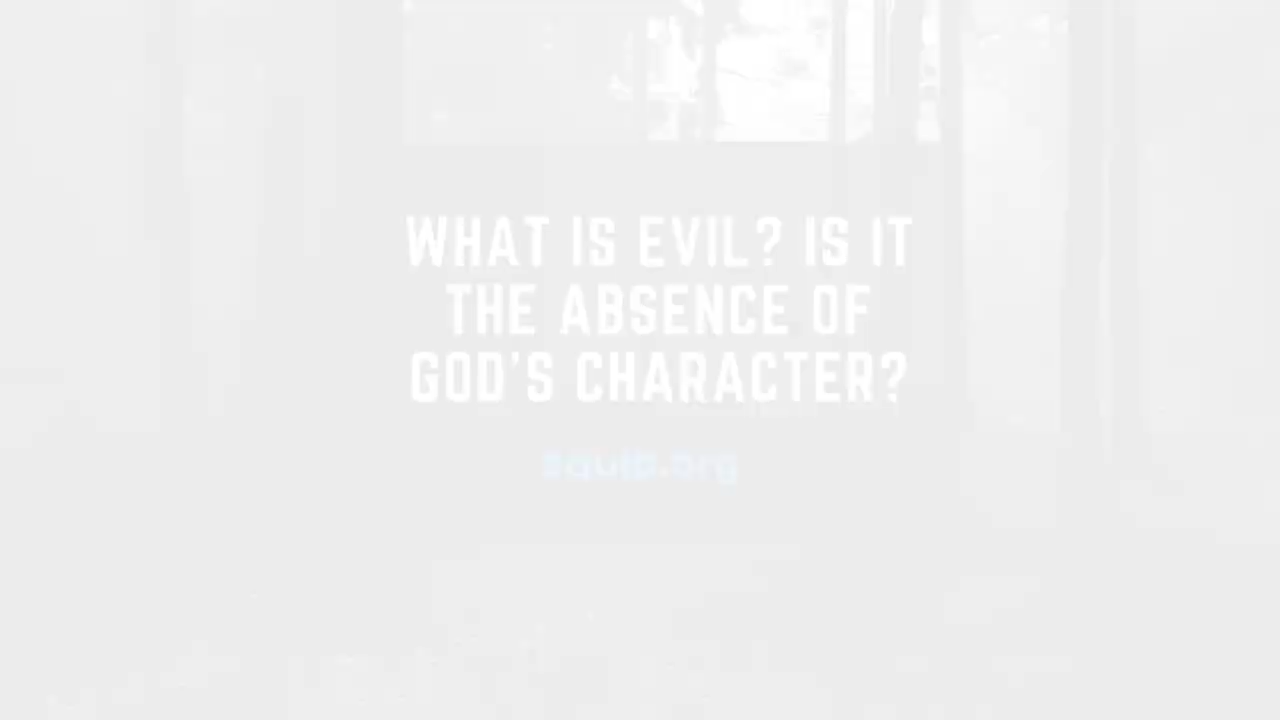 WHAT IS EVIL? IS IT
THE ABSENCE OF
GOD'S CHARACTER?